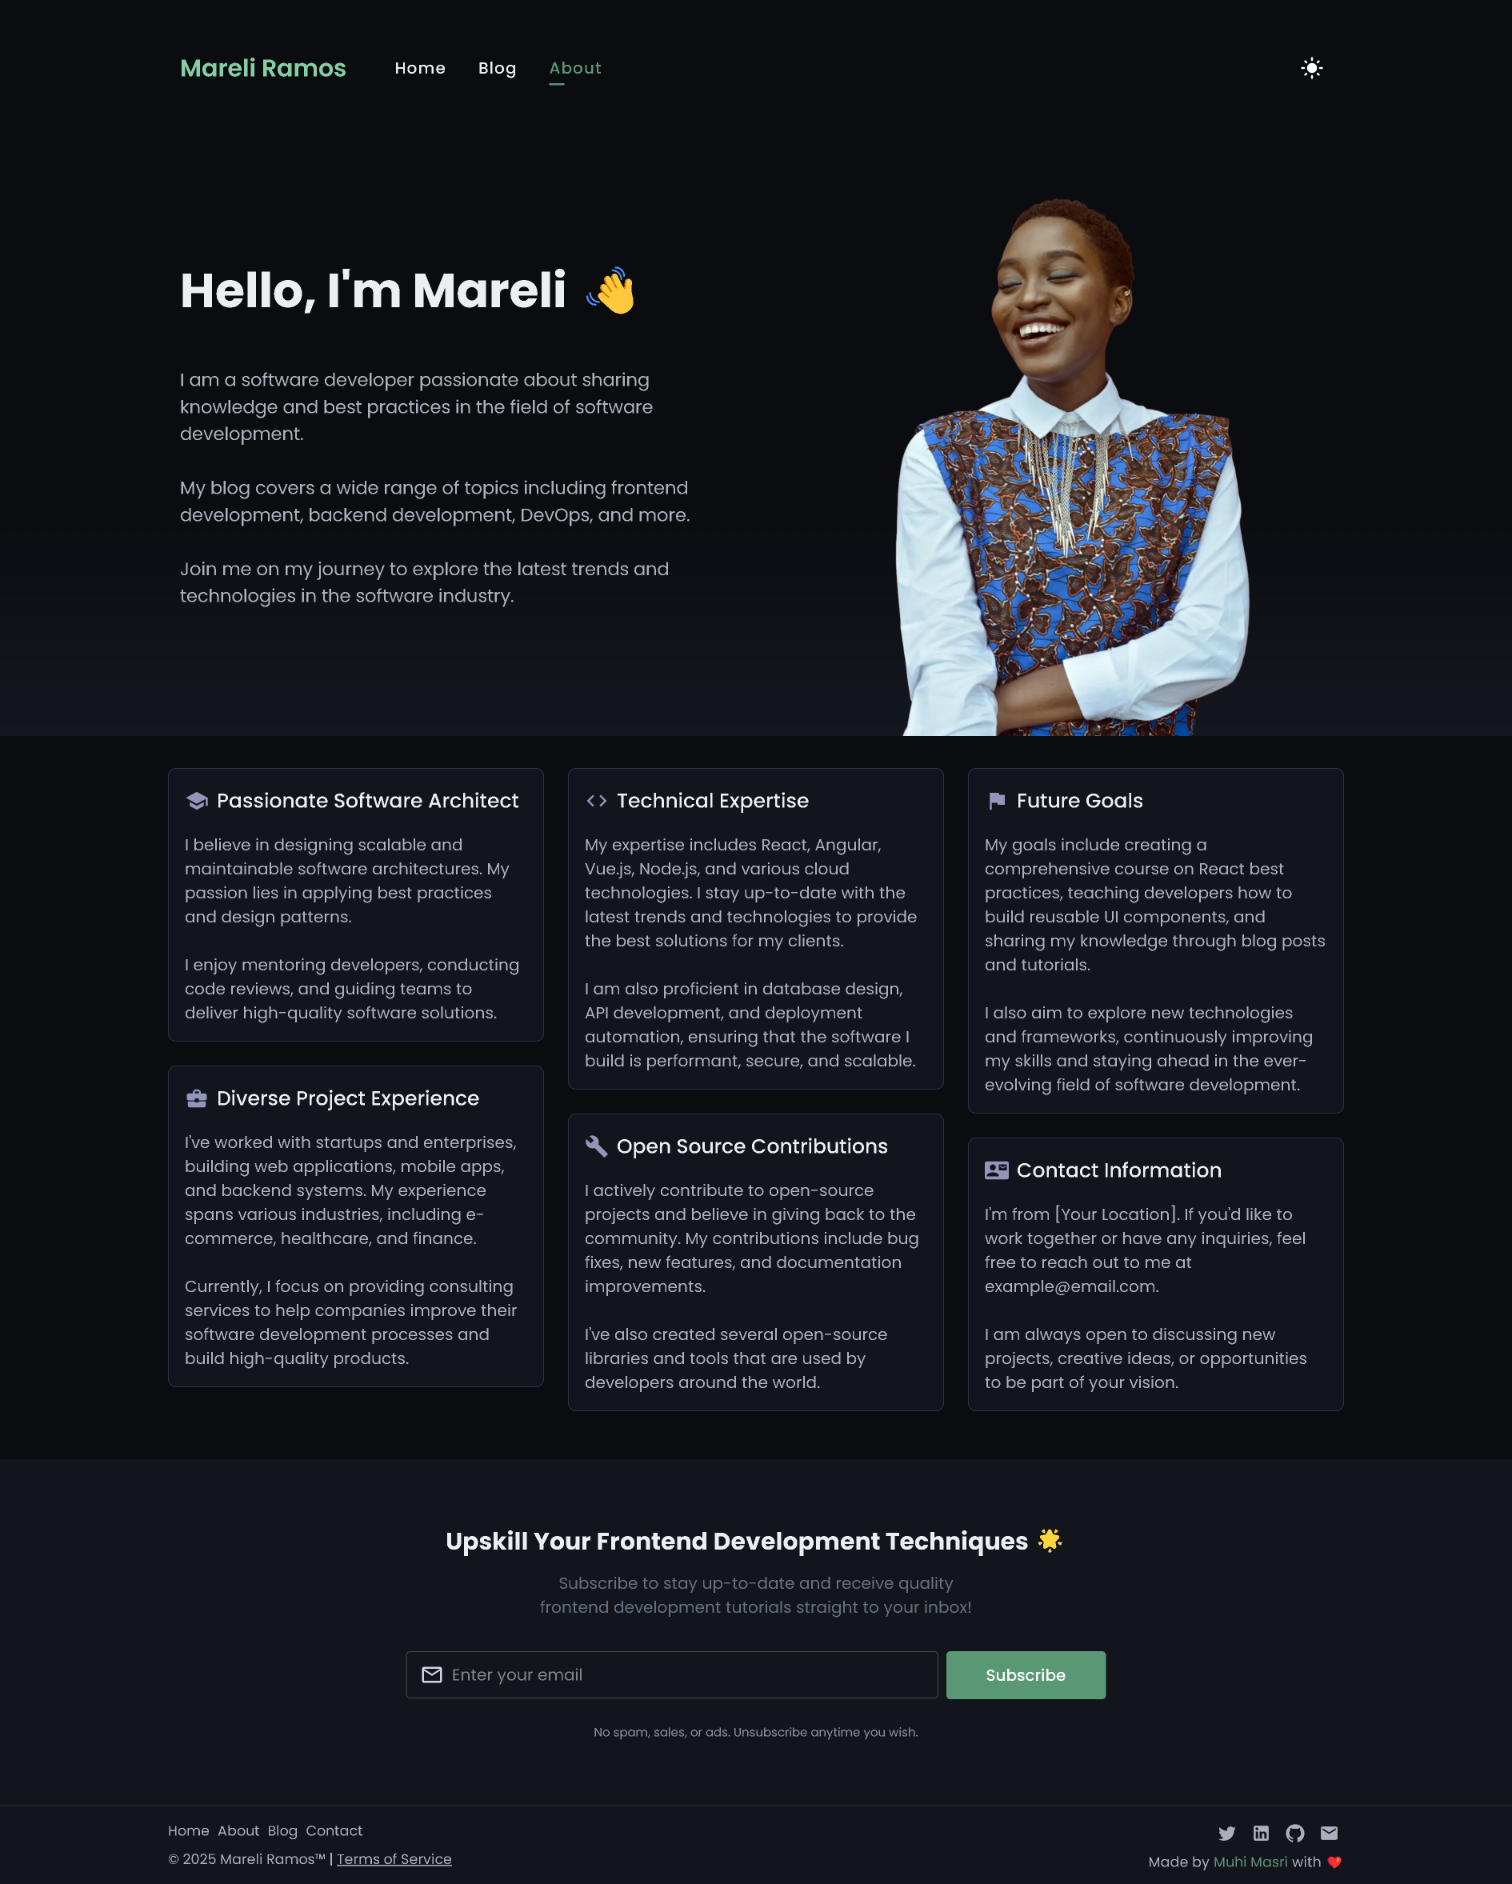 Mareli Ramos
Home
Blog
About
Hello, I'm Mareli 👋
I am a software developer passionate about sharing
knowledge and best practices in the field of software
development.
My blog covers a wide range of topics including frontend
development, backend development, DevOps, and more.
Join me on my journey to explore the latest trends and
technologies in the software industry.
Passionate Software Architect
I believe in designing scalable and
maintainable software architectures. My
passion lies in applying best practices
and design patterns.
I enjoy mentoring developers, conducting
code reviews, and guiding teams to
deliver high-quality software solutions.
Diverse Project Experience
I've worked with startups and enterprises,
building web applications, mobile apps,
and backend systems. My experience
spans various industries, including e-
commerce, healthcare, and finance.
Currently, I focus on providing consulting
services to help companies improve their
software development processes and
build high-quality products.
Technical Expertise
My expertise includes React, Angular,
Vue.js, Node.js, and various cloud
technologies. I stay up-to-date with the
latest trends and technologies to provide
the best solutions for my clients.
I am also proficient in database design,
API development, and deployment
automation, ensuring that the software I
build is performant, secure, and scalable.
Open Source Contributions
I actively contribute to open-source
projects and believe in giving back to the
community. My contributions include bug
fixes, new features, and documentation
improvements.
I've also created several open-source
libraries and tools that are used by
developers around the world.
Future Goals
My goals include creating a
comprehensive course on React best
practices, teaching developers how to
build reusable UI components, and
sharing my knowledge through blog posts
and tutorials.
I also aim to explore new technologies
and frameworks, continuously improving
my skills and staying ahead in the ever-
evolving field of software development.
Contact Information
I'm from [Your Location]. If you'd like to
work together or have any inquiries, feel
free to reach out to me at
example@email.com.
I am always open to discussing new
projects, creative ideas, or opportunities
to be part of your vision.
Upskill Your Frontend Development Techniques 🌟
Subscribe to stay up-to-date and receive quality
frontend development tutorials straight to your inbox!
Enter your email
Subscribe
No spam, sales, or ads. Unsubscribe anytime you wish.
Home About Blog Contact
© 2025 Mareli Ramos™ | Terms of Service
Made by Muhi Masri with ❤️